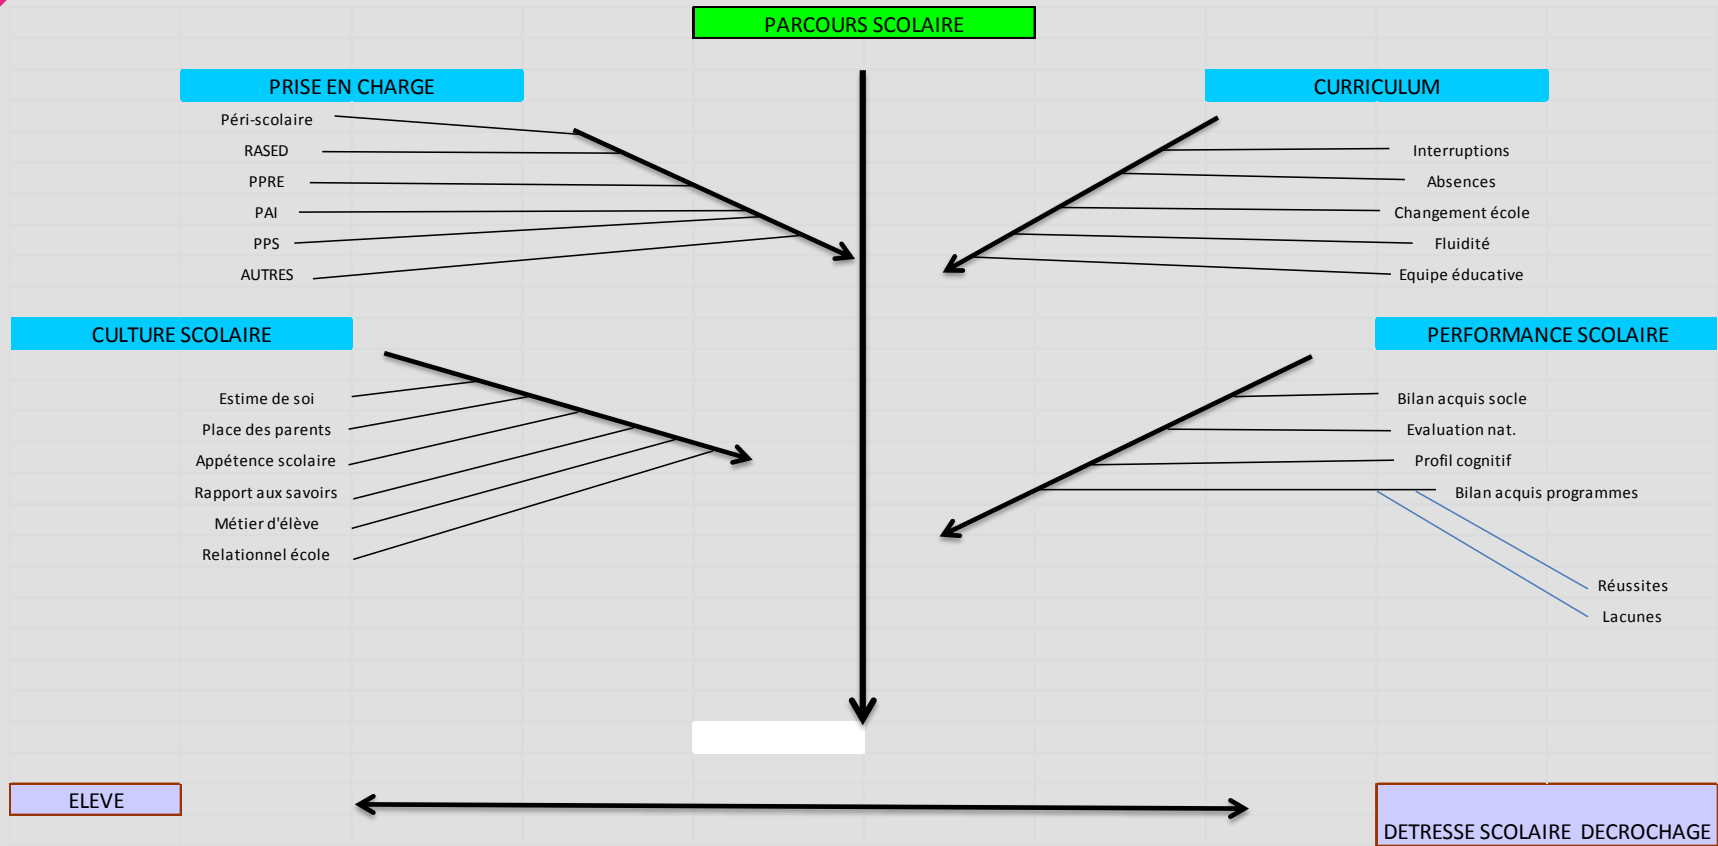 PARCOURS SCOLAIRE
PRISE EN CHARGE
Péri-scolaire
RASED
PPRE
PAI
PPS
AUTRES
CURRICULUM
Interruptions
Absences
Changement école
Fluidité
Equipe éducative
CULTURE SCOLAIRE
Estime de soi
Place des parents
Appétence scolaire
Rapport aux savoirs
Métier d'élève
Relationnel école
PERFORMANCE SCOLAIRE
Bilan acquis socle
Evaluation nat.
Profil cognitif
Bilan acquis programmes
Réussites
Lacunes
ELEVE
DETRESSE SCOLAIRE DECROCHAGE